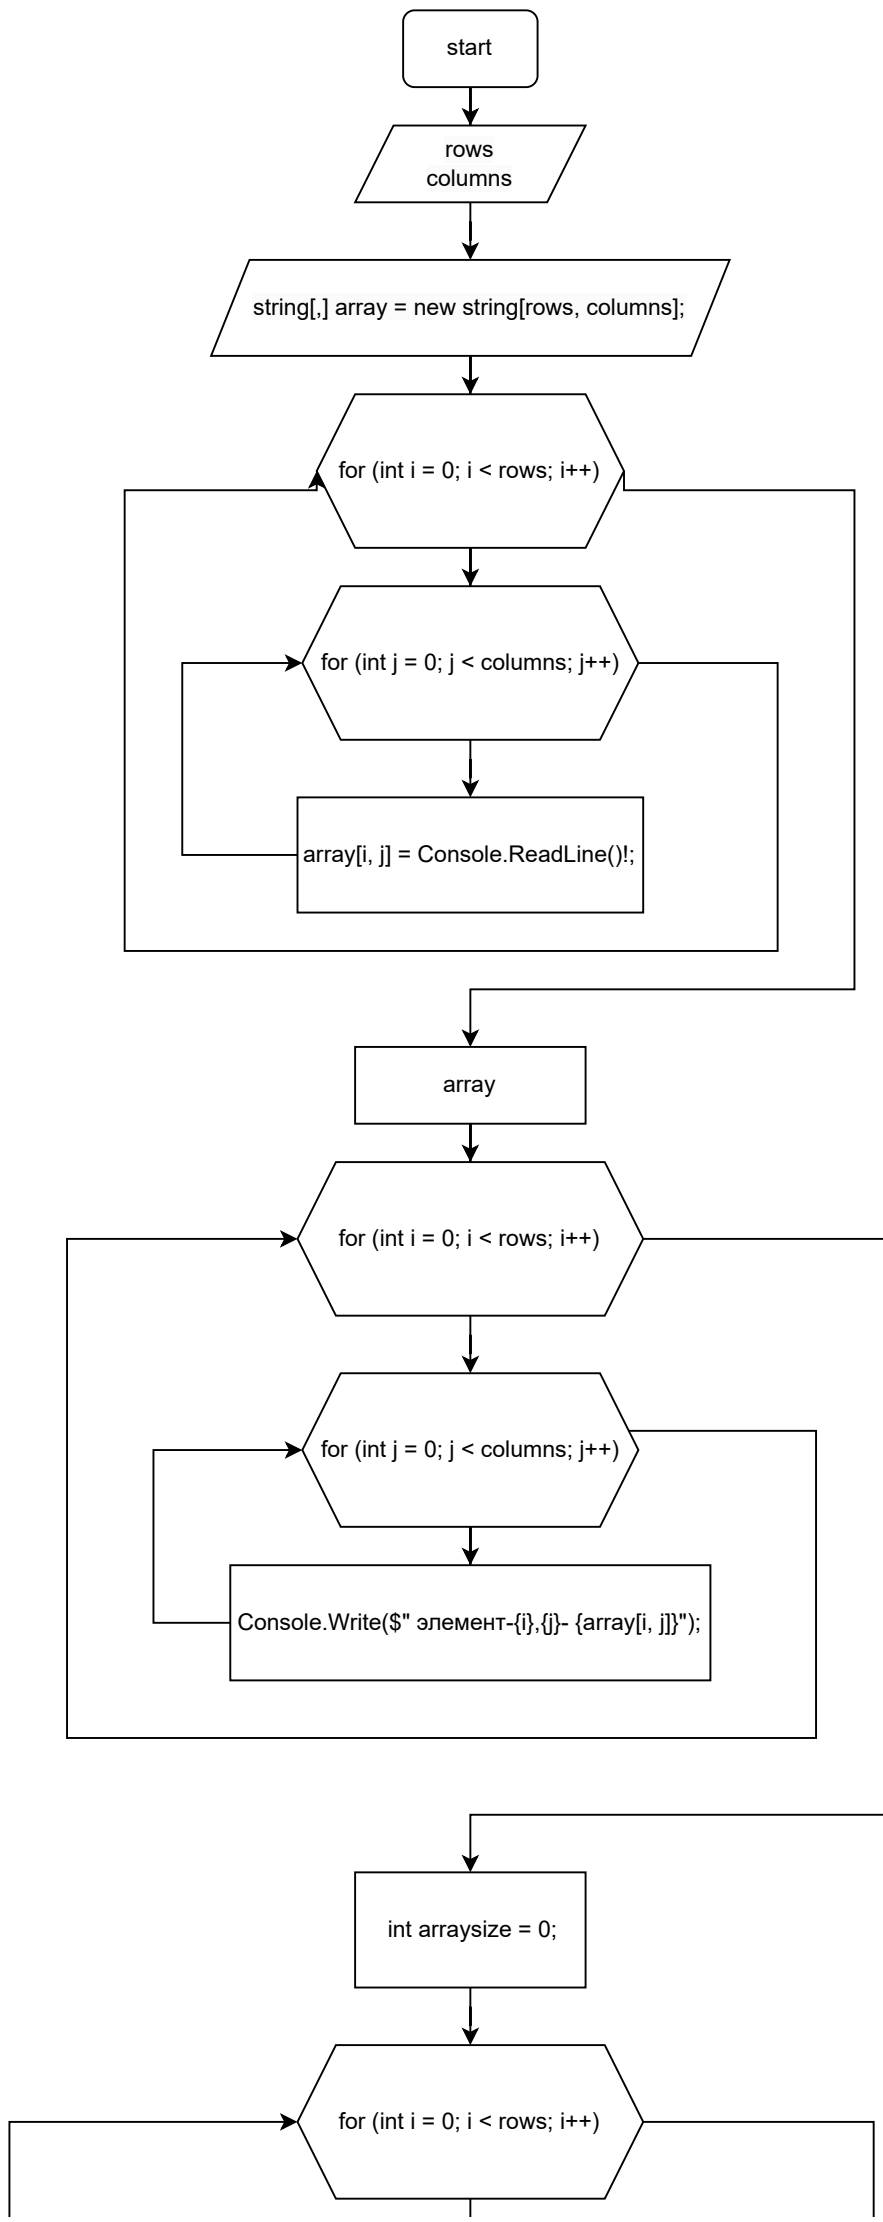 start
rows
columns
string[,] array = new string[rows, columns];
for (int i = 0; i < rows; i++)
for (int j = 0; j < columns; j++)
array[i, j] = Console.ReadLine()!;
array
for (int i = 0; i < rows; i++)
for (int j = 0; j < columns; j++)
Console.Write($" элемент-{i},{j}- {array[i, j]}");
int arraysize = 0;
for (int i = 0; i < rows; i++)